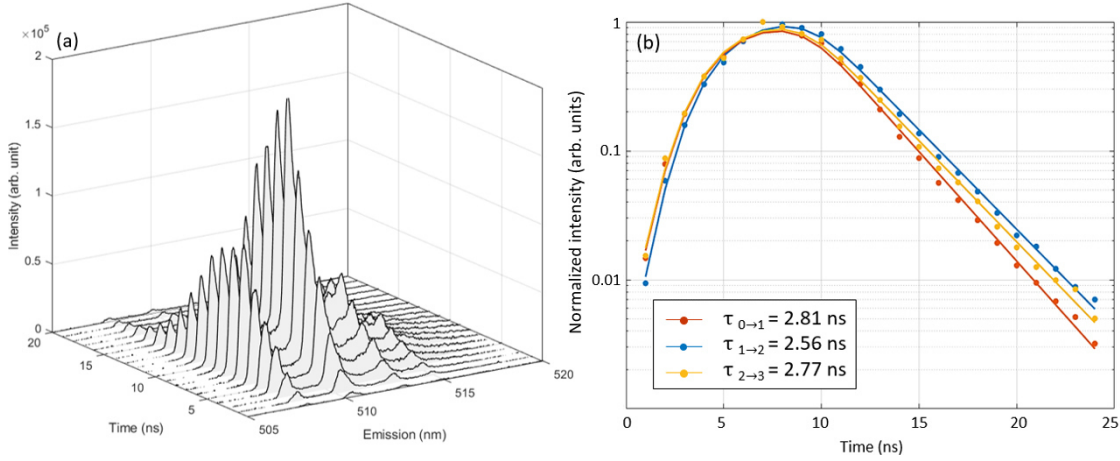 (a)
×10⁵
2
1.5
1
0.5
0
Intensity (arb. unit)
20
15
10
5
Time (ns)
505
510
515
520
Emission (nm)
(b)
1
0.1
0.01
Normalized intensity (arb. units)
τ 0→1 = 2.81 ns
τ 1→2 = 2.56 ns
τ 2→3 = 2.77 ns
0
5
10
15
20
25
Time (ns)